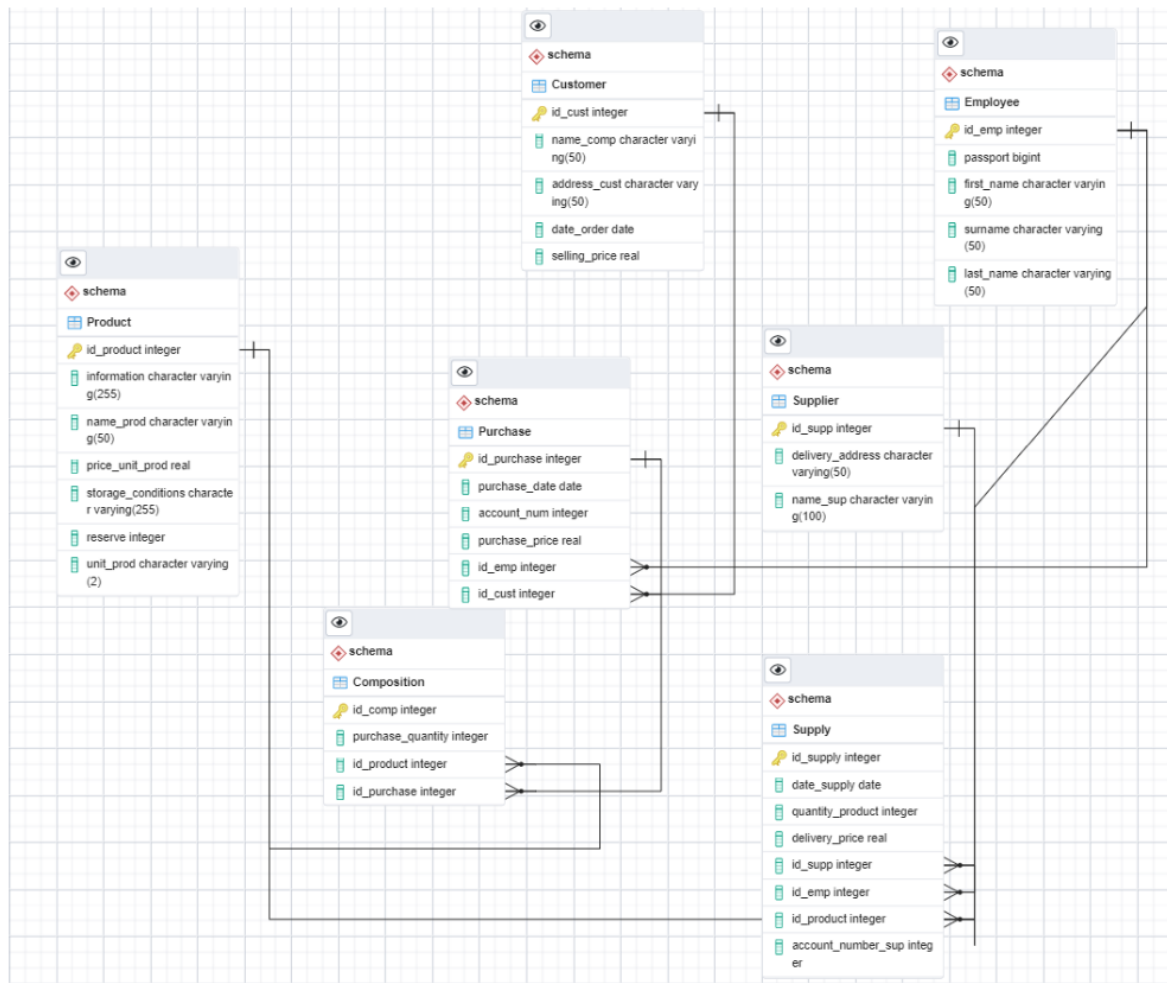 schema
Customer
id_cust integer
name_comp character varyi
ng(50)
address_cust character vary
ing(50)
date_order date
selling_price real
schema
Employee
id_emp integer
passport bigint
first_name character varyin
g(50)
surname character varying
(50)
last_name character varying
(50)
schema
Product
id_product integer
information character varyin
g(255)
name_prod character varyin
g(50)
price_unit_prod real
storage_conditions characte
r varying(255)
reserve integer
unit_prod character varying
(2)
schema
Purchase
id_purchase integer
purchase_date date
account_num integer
purchase_price real
id_emp integer
id_cust integer
schema
Supplier
id_supp integer
delivery_address character
varying(50)
name_sup character varyin
g(100)
schema
Composition
id_comp integer
purchase_quantity integer
id_product integer
id_purchase integer
schema
Supply
id_supply integer
date_supply date
quantity_product integer
delivery_price real
id_supp integer
id_emp integer
id_product integer
account_number_sup integ
er